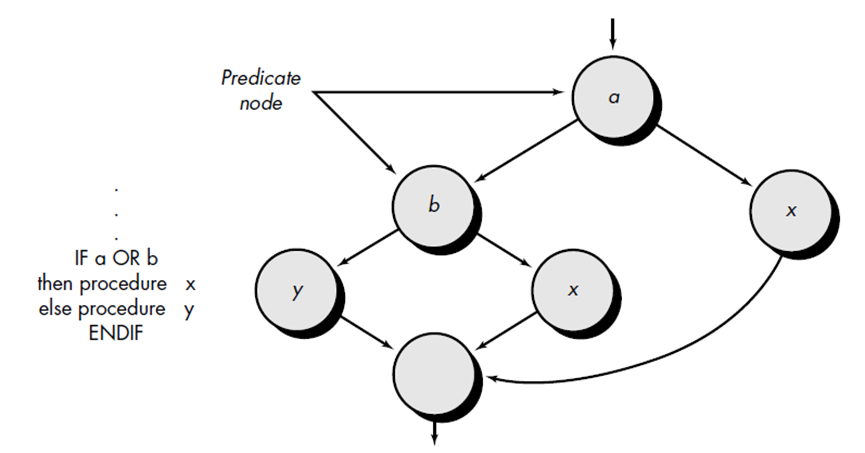 Predicate
node
a
b
x
y
x
.
.
.
IF a OR b
then procedure x
else procedure y
ENDIF